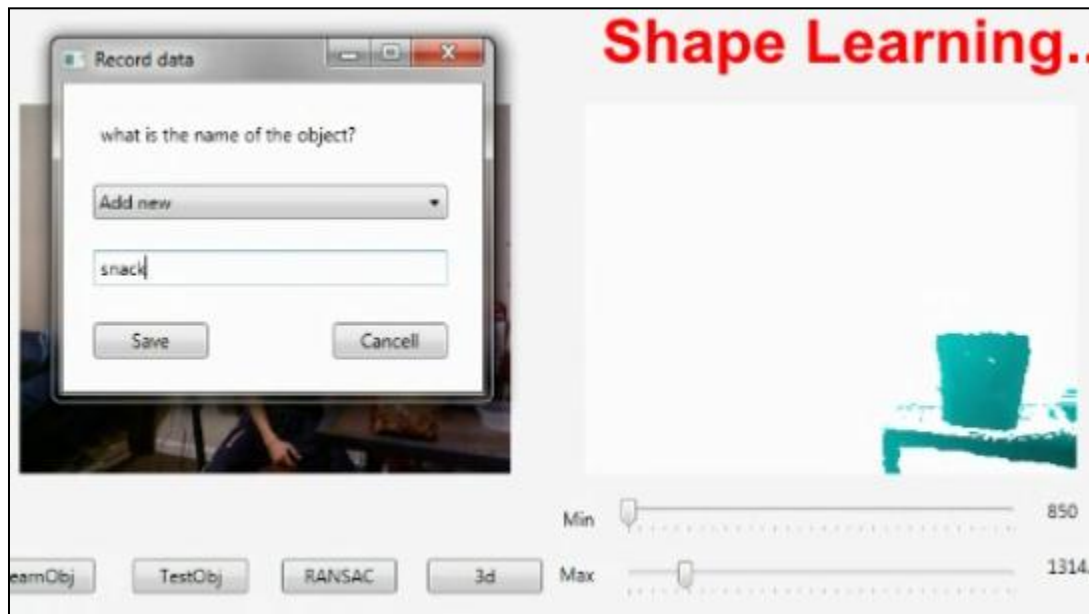 Shape Learning..
Record data
what is the name of the object?
Add new
snack
Save
Cancell
Min
850
earnObj
TestObj
RANSAC
3d
Max
1314.